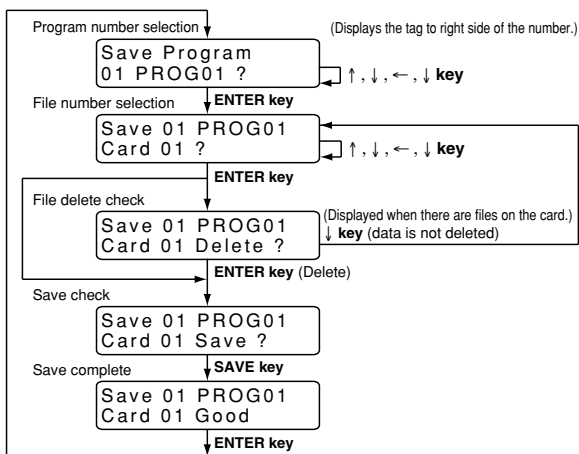 Program number selection
(Displays the tag to right side of the number.)
Save Program
01 PROG01 ?
↑ , ↓ , ← , ↓ key
ENTER key
File number selection
Save 01 PROG01
Card 01 ?
↑ , ↓ , ← , ↓ key
ENTER key
File delete check
(Displayed when there are files on the card.)
Save 01 PROG01
Card 01 Delete ?
↓ key (data is not deleted)
ENTER key (Delete)
Save check
Save 01 PROG01
Card 01 Save ?
SAVE key
Save complete
Save 01 PROG01
Card 01 Good
ENTER key